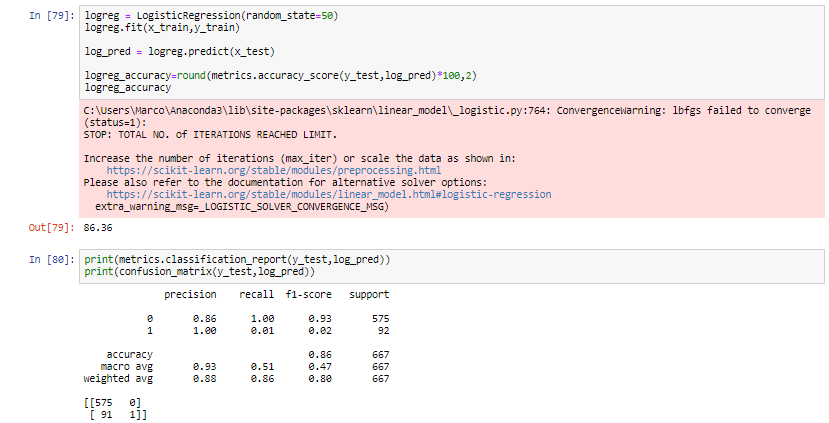 In [79]: logreg = LogisticRegression(random_state=50)
logreg.fit(x_train,y_train)
log_pred = logreg.predict(x_test)
logreg_accuracy=round(metrics.accuracy_score(y_test,log_pred)*100,2)
logreg_accuracy
C:\Users\Marco\Anaconda3\lib\site-packages\sklearn\linear_model\_logistic.py:764: ConvergenceWarning: lbfgs failed to converge
(status=1):
STOP: TOTAL NO. of ITERATIONS REACHED LIMIT.
Increase the number of iterations (max_iter) or scale the data as shown in:
https://scikit-learn.org/stable/modules/preprocessing.html
Please also refer to the documentation for alternative solver options:
https://scikit-learn.org/stable/modules/linear_model.html#logistic-regression
extra_warning_msg=_LOGISTIC_SOLVER_CONVERGENCE_MSG)
Out[79]: 86.36
In [80]: print(metrics.classification_report(y_test,log_pred))
print(confusion_matrix(y_test,log_pred))
precision recall f1-score support
0 0.86 1.00 0.93 575
1 1.00 0.01 0.02 92
accuracy 0.86 667
macro avg 0.93 0.51 0.47 667
weighted avg 0.88 0.86 0.80 667
[[575 0]
[ 91 1]]